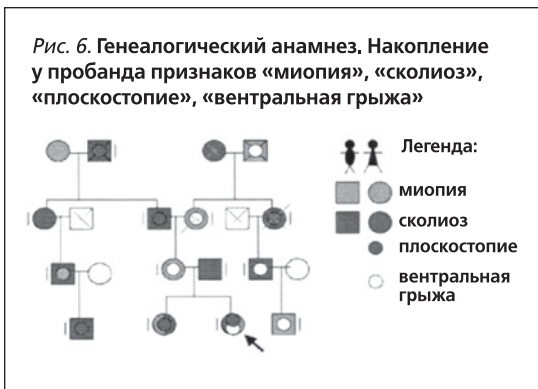 Рис. 6. Генеалогический анамнез. Накопление
у пробанда признаков «миопия», «сколиоз»,
«плоскостопие», «вентральная грыжа»
Легенда:
миопия
сколиоз
плоскостопие
вентральная
грыжа